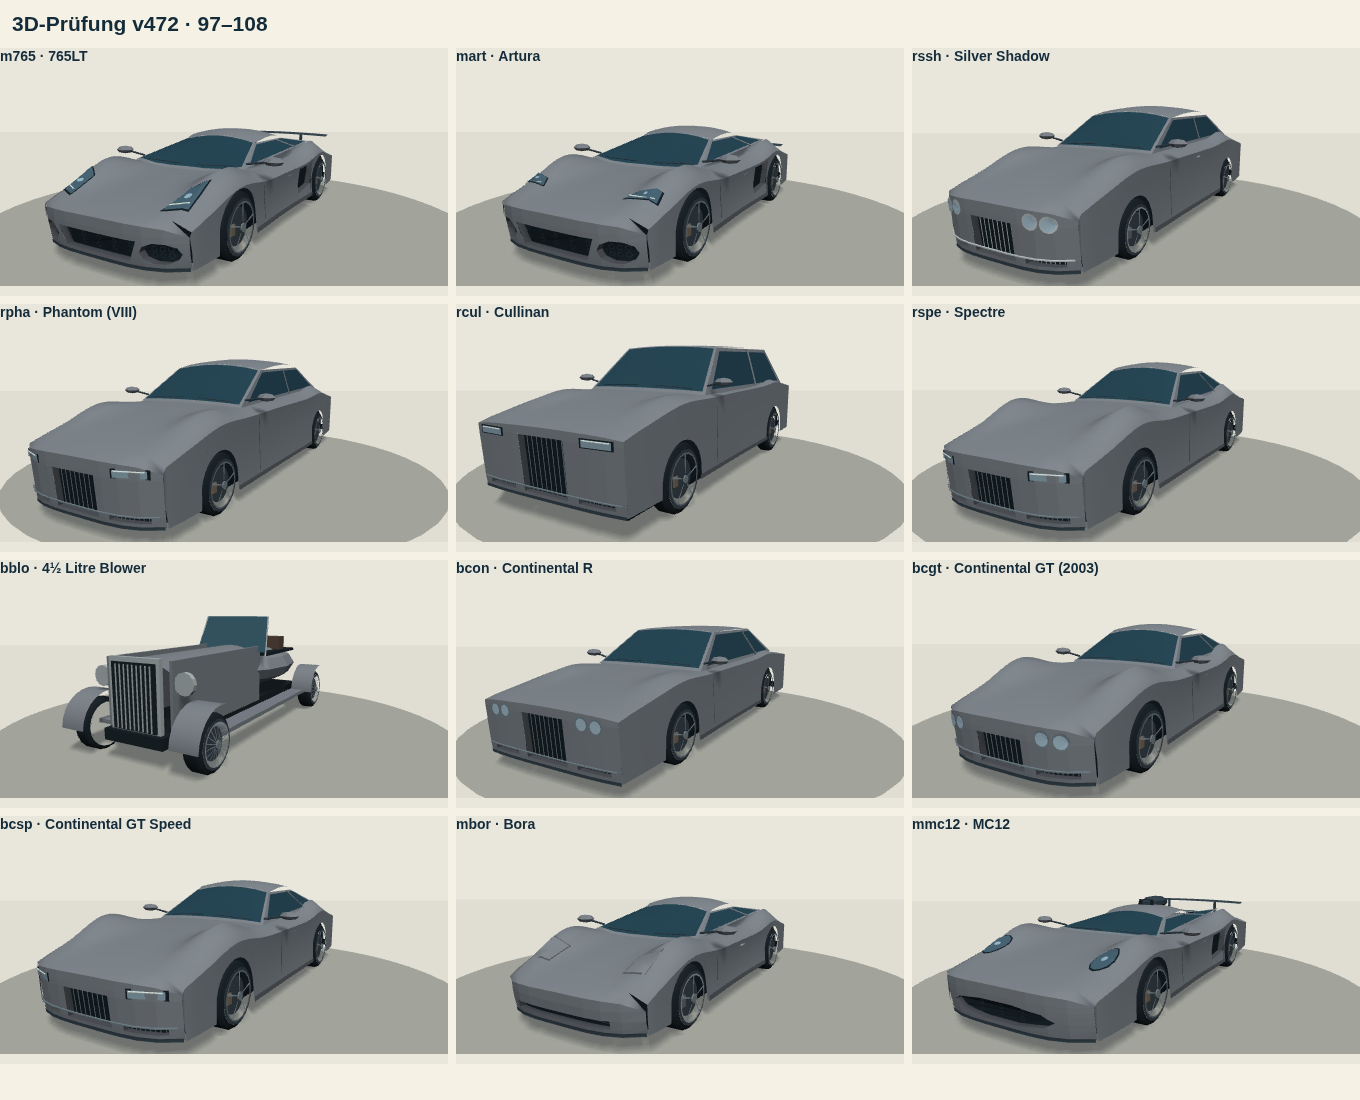 3D-Prüfung v472 · 97–108
m765 · 765LT
mart · Artura
rssh · Silver Shadow
rpha · Phantom (VIII)
rcul · Cullinan
rspe · Spectre
bblo · 4½ Litre Blower
bcon · Continental R
bcgt · Continental GT (2003)
bcsp · Continental GT Speed
mbor · Bora
mmc12 · MC12